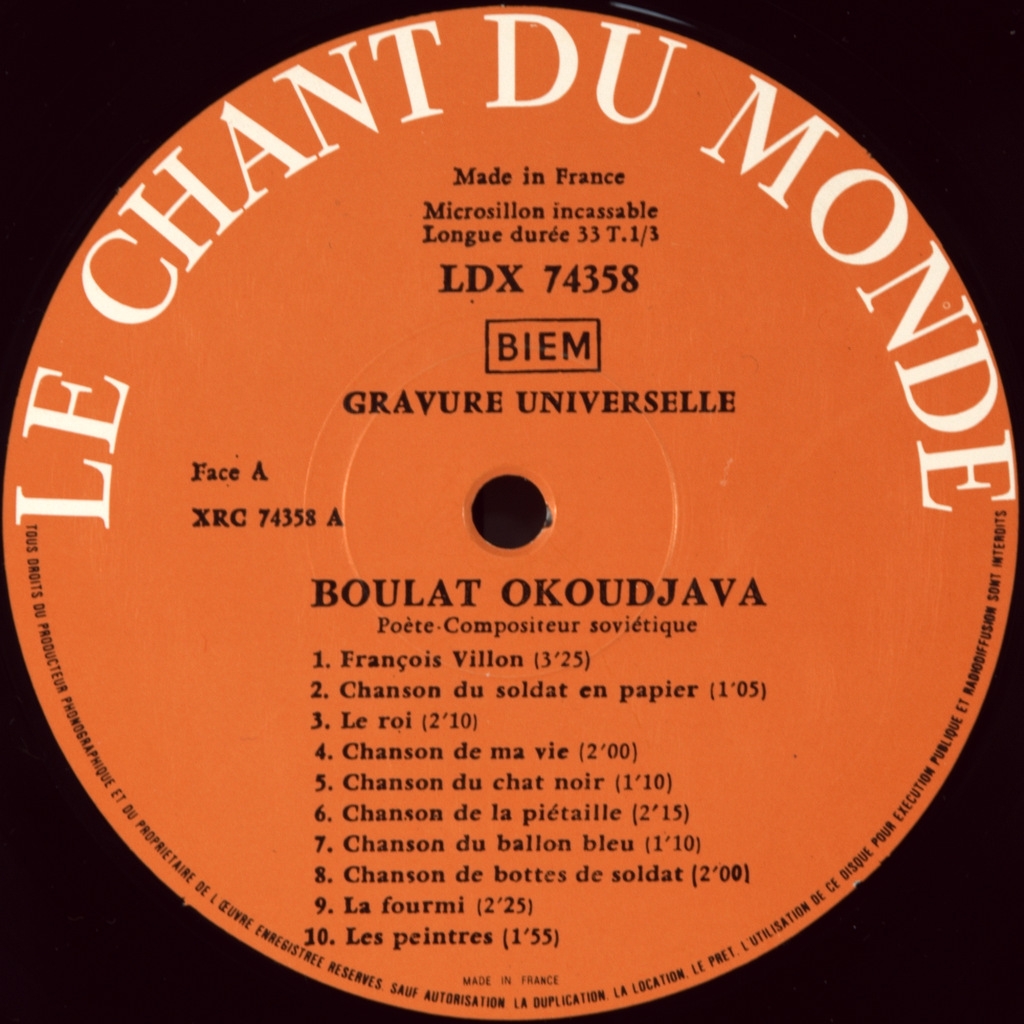 LE CHANT DU MONDE
Made in France
Microsillon incassable
Longue durée 33 T.1/3
LDX 74358
BIEM
GRAVURE UNIVERSELLE
Face A
XRC 74358 A
BOULAT OKOUDJAVA
Poète-Compositeur soviétique
1. François Villon (3'25)
2. Chanson du soldat en papier (1'05)
3. Le roi (2'10)
4. Chanson de ma vie (2'00)
5. Chanson du chat noir (1'10)
6. Chanson de la piétaille (2'15)
7. Chanson du ballon bleu (1'10)
8. Chanson de bottes de soldat (2'00)
9. La fourmi (2'25)
10. Les peintres (1'55)
MADE IN FRANCE
TOUS DROITS DU PRODUCTEUR PHONOGRAPHIQUE ET DU PROPRIETAIRE DE L'ŒUVRE ENREGISTREE RESERVES. SAUF AUTORISATION LA DUPLICATION. LA LOCATION. LE PRET. L'UTILISATION DE CE DISQUE POUR EXECUTION PUBLIQUE ET RADIODIFFUSION SONT INTERDITS